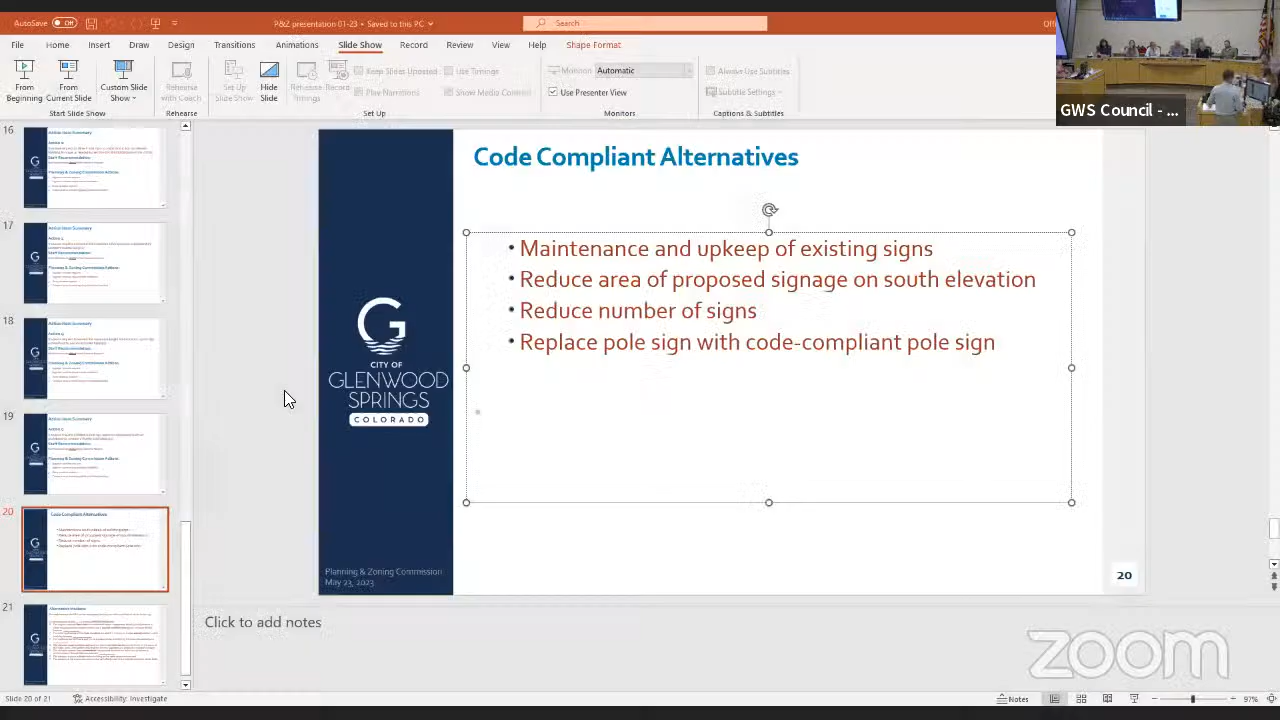 AutoSave Off
P&Z presentation 01-23 • Saved to this PC
Search
Offi
File Home Insert Draw Design Transitions Animations Slide Show Record Review View Help Shape Format
From Beginning
From Current Slide
Custom Slide Show
Rehearse with Coach
Set Up Slide Show
Hide Slide
Rehearse Timings
Record
Keep Slides Updated
Play Narrations
Use Timings
Show Media Controls
Monitor: Automatic
Use Presenter View
Always Use Subtitles
Subtitle Settings
Start Slide Show
Rehearse
Set Up
Monitors
Captions & Subtitles
GWS Council - ...
16
17
18
19
20
21
Code Compliant Alternatives
Maintenance and upkeep of existing signs
Reduce area of proposed signage on south elevation
• Reduce number of signs
• Replace pole sign with code-compliant pole sign
CITY OF
GLENWOOD
SPRINGS
COLORADO
Planning & Zoning Commission
May 23, 2023
20
Click to add notes
zoom
Slide 20 of 21
Accessibility: Investigate
Notes
97%